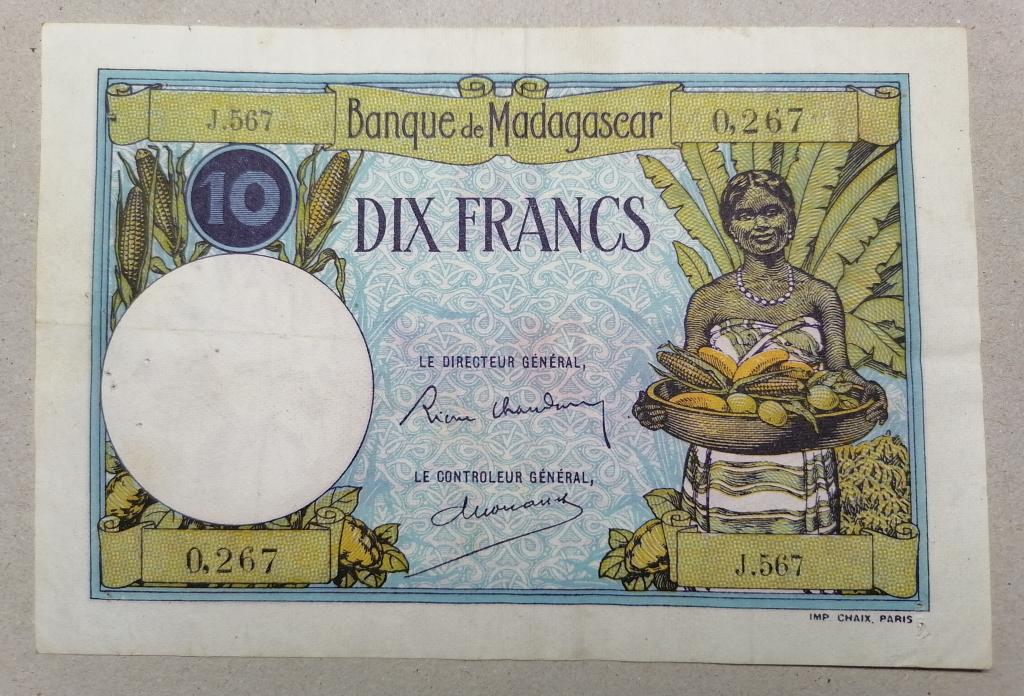 J.567
Banque de Madagascar
0,267
10
DIX FRANCS
LE DIRECTEUR GÉNÉRAL,
LE CONTROLEUR GÉNÉRAL,
0,267
J.567
IMP. CHAIX, PARIS